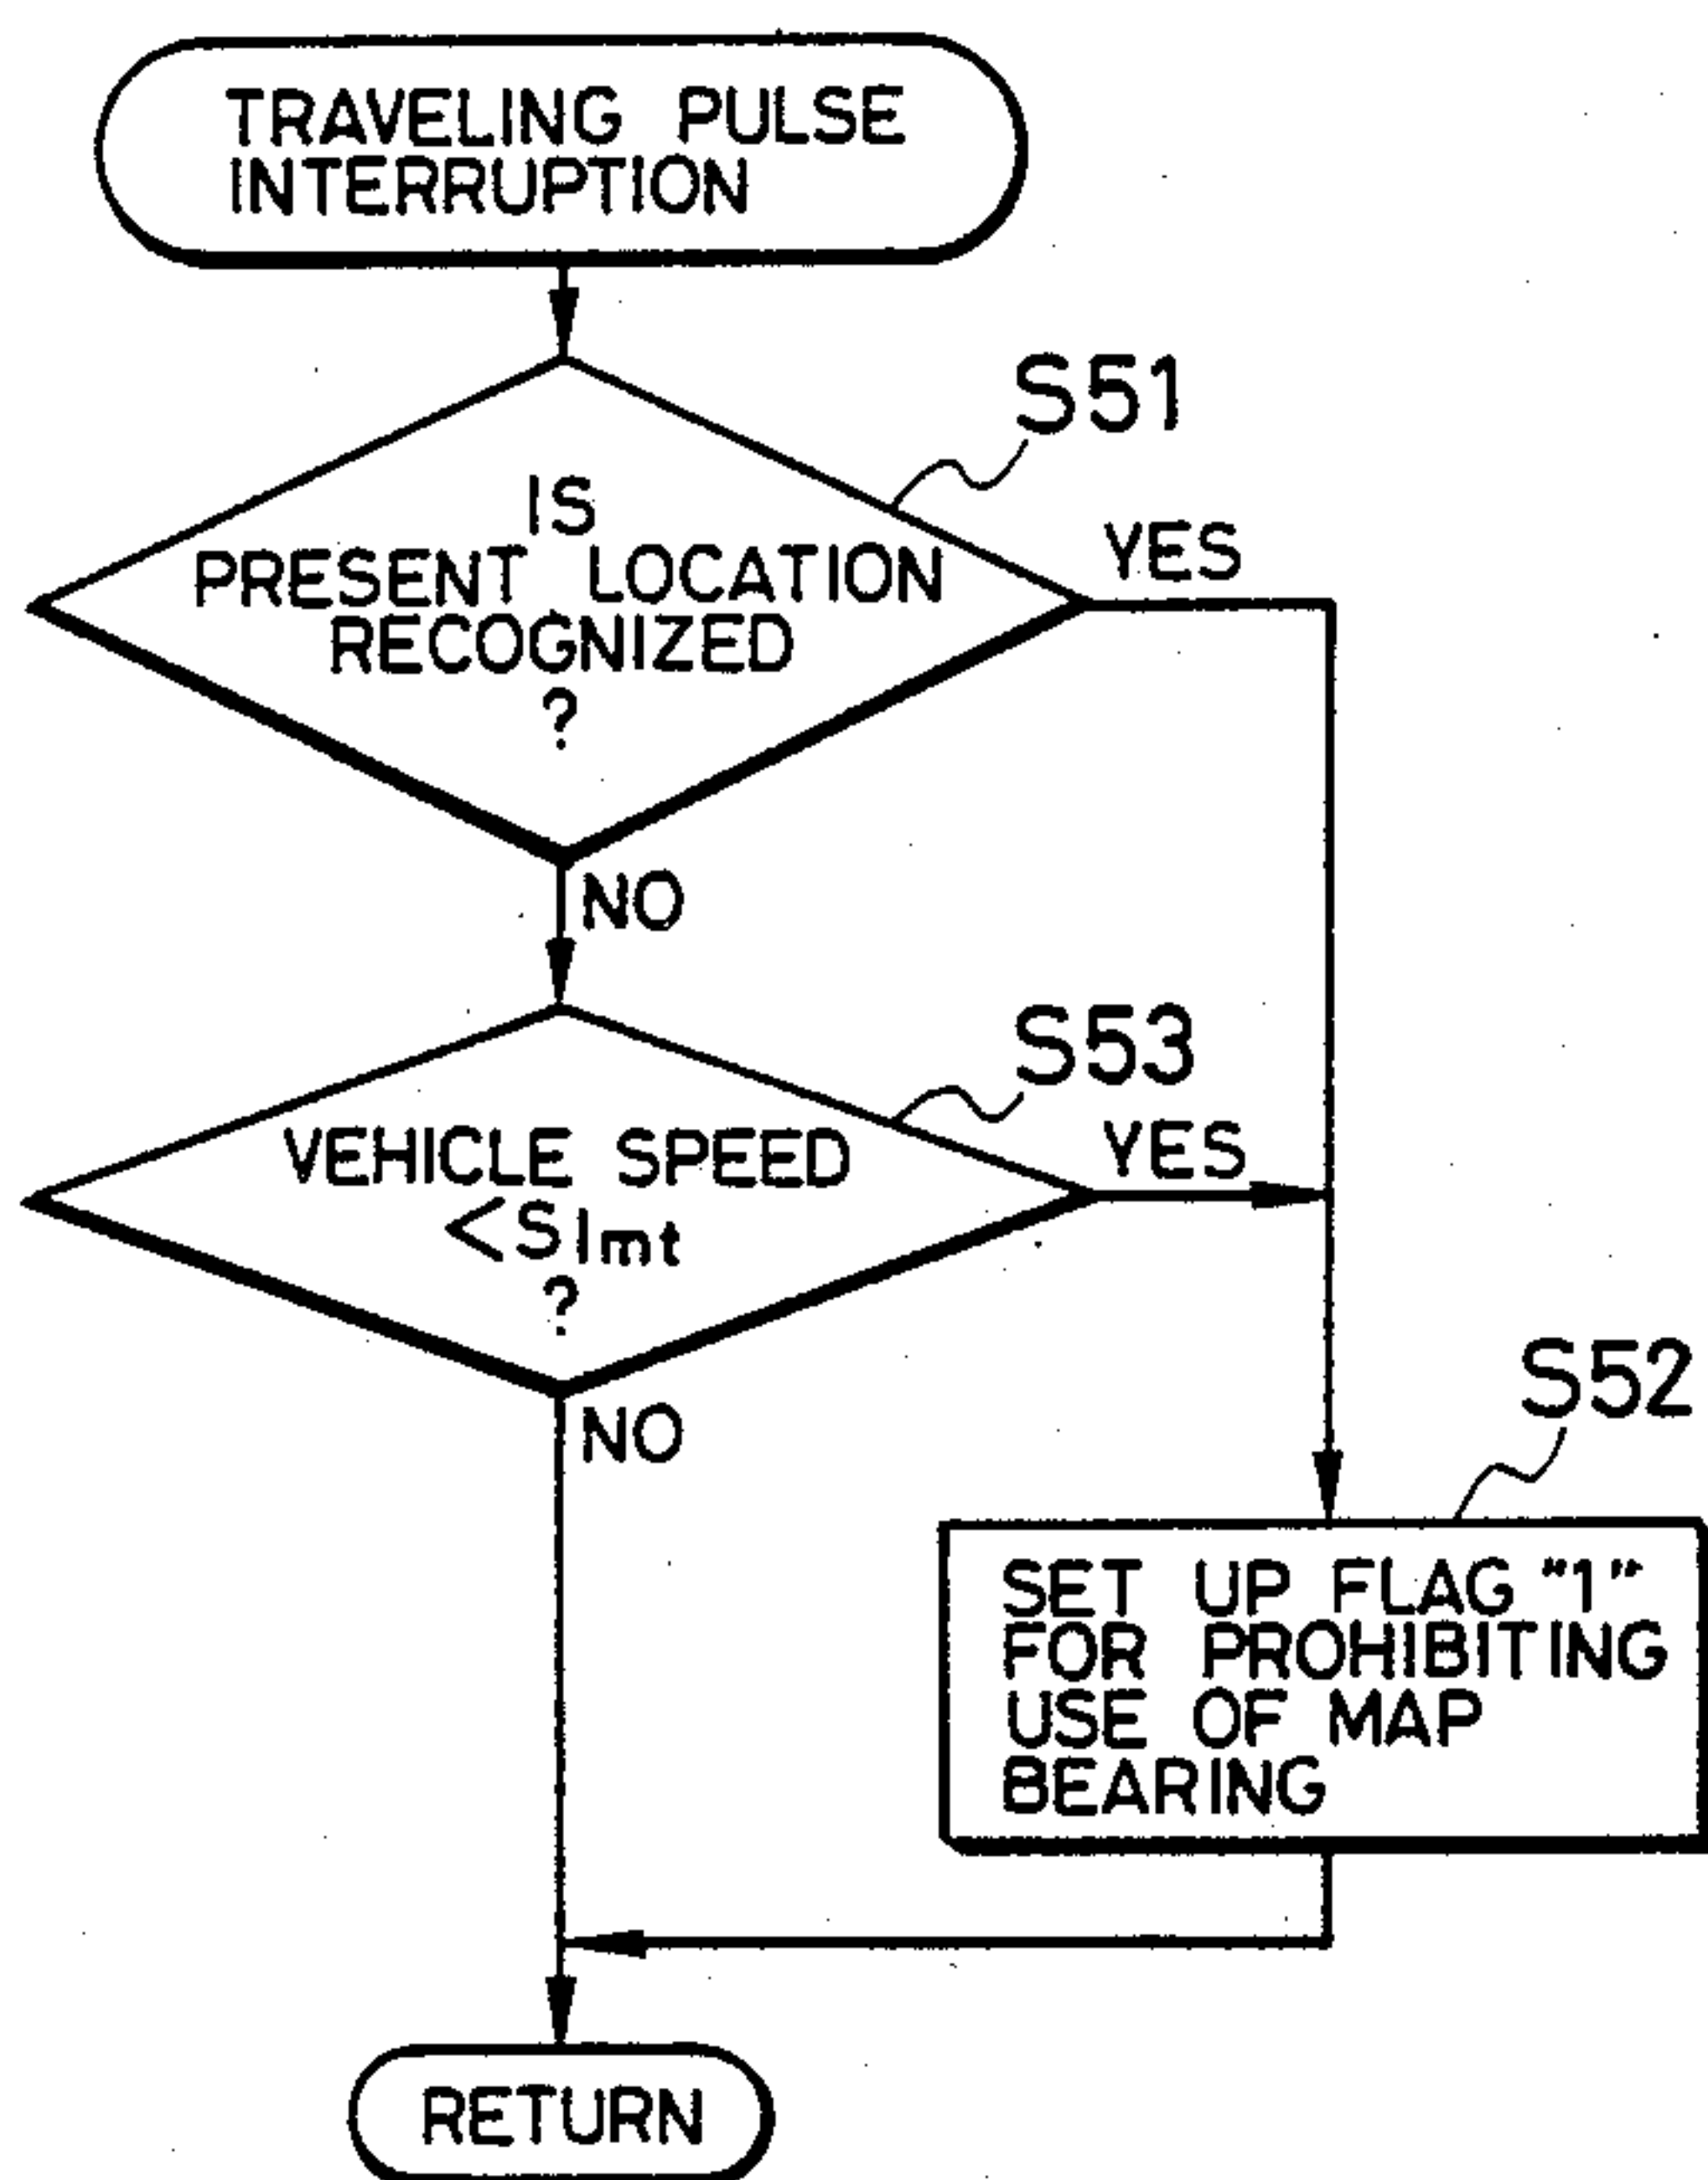 TRAVELING PULSE
INTERRUPTION
S51
IS
PRESENT LOCATION
RECOGNIZED
?
YES
NO
S53
VEHICLE SPEED
<Slmt
?
YES
NO
S52
SET UP FLAG "1"
FOR PROHIBITING
USE OF MAP
BEARING
RETURN